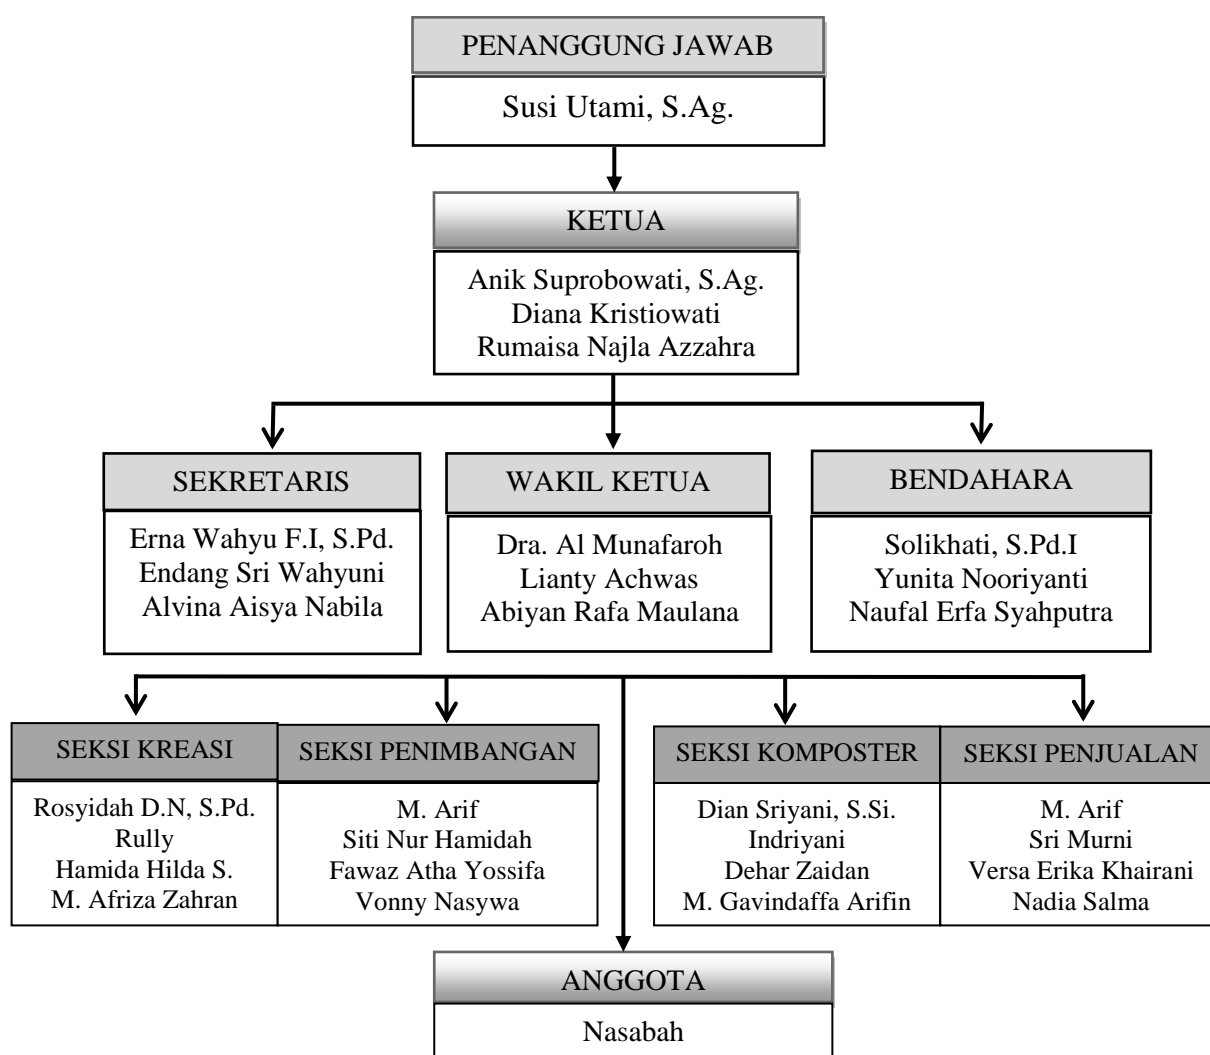 PENANGGUNG JAWAB
Susi Utami, S.Ag.
KETUA
Anik Suprobowati, S.Ag.
Diana Kristiowati
Rumaisa Najla Azzahra
SEKRETARIS
Erna Wahyu F.I, S.Pd.
Endang Sri Wahyuni
Alvina Aisya Nabila
WAKIL KETUA
Dra. Al Munafaroh
Lianty Achwas
Abiyan Rafa Maulana
BENDAHARA
Solikhati, S.Pd.I
Yunita Nooriyanti
Naufal Erfa Syahputra
SEKSI KREASI
Rosyidah D.N, S.Pd.
Rully
Hamida Hilda S.
M. Afriza Zahran
SEKSI PENIMBANGAN
M. Arif
Siti Nur Hamidah
Fawaz Atha Yossifa
Vonny Nasywa
SEKSI KOMPOSTER
Dian Sriyani, S.Si.
Indriyani
Dehar Zaidan
M. Gavindaffa Arifin
SEKSI PENJUALAN
M. Arif
Sri Murni
Versa Erika Khairani
Nadia Salma
ANGGOTA
Nasabah